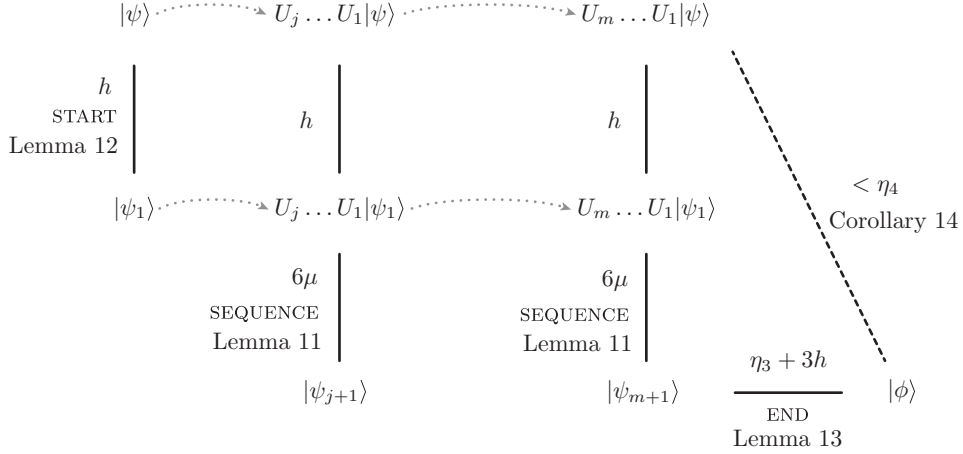 |ψ⟩ U_j ... U_1|ψ⟩ U_m ... U_1|ψ⟩
h
START
Lemma 12
h
h
< η_4
Corollary 14
|ψ_1⟩ U_j ... U_1|ψ_1⟩ U_m ... U_1|ψ_1⟩
6μ
SEQUENCE
Lemma 11
6μ
SEQUENCE
Lemma 11
|ψ_{j+1}⟩ |ψ_{m+1}⟩
η_3 + 3h
END
Lemma 13
|ϕ⟩